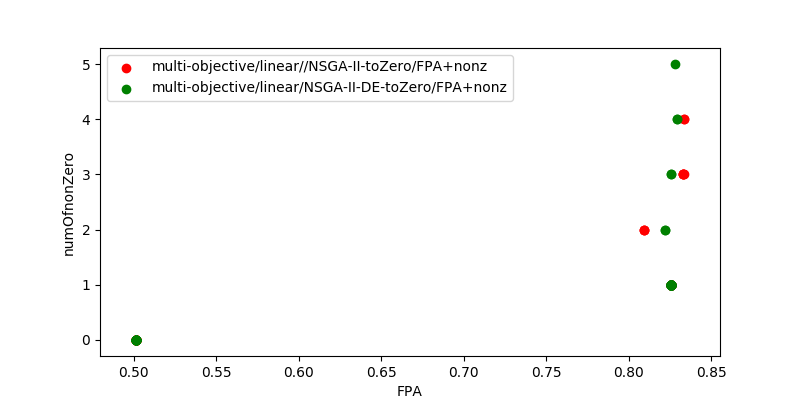 multi-objective/linear//NSGA-II-toZero/FPA+nonz
multi-objective/linear/NSGA-II-DE-toZero/FPA+nonz
5
4
3
2
1
0
numOfnonZero
0.50 0.55 0.60 0.65 0.70 0.75 0.80 0.85
FPA